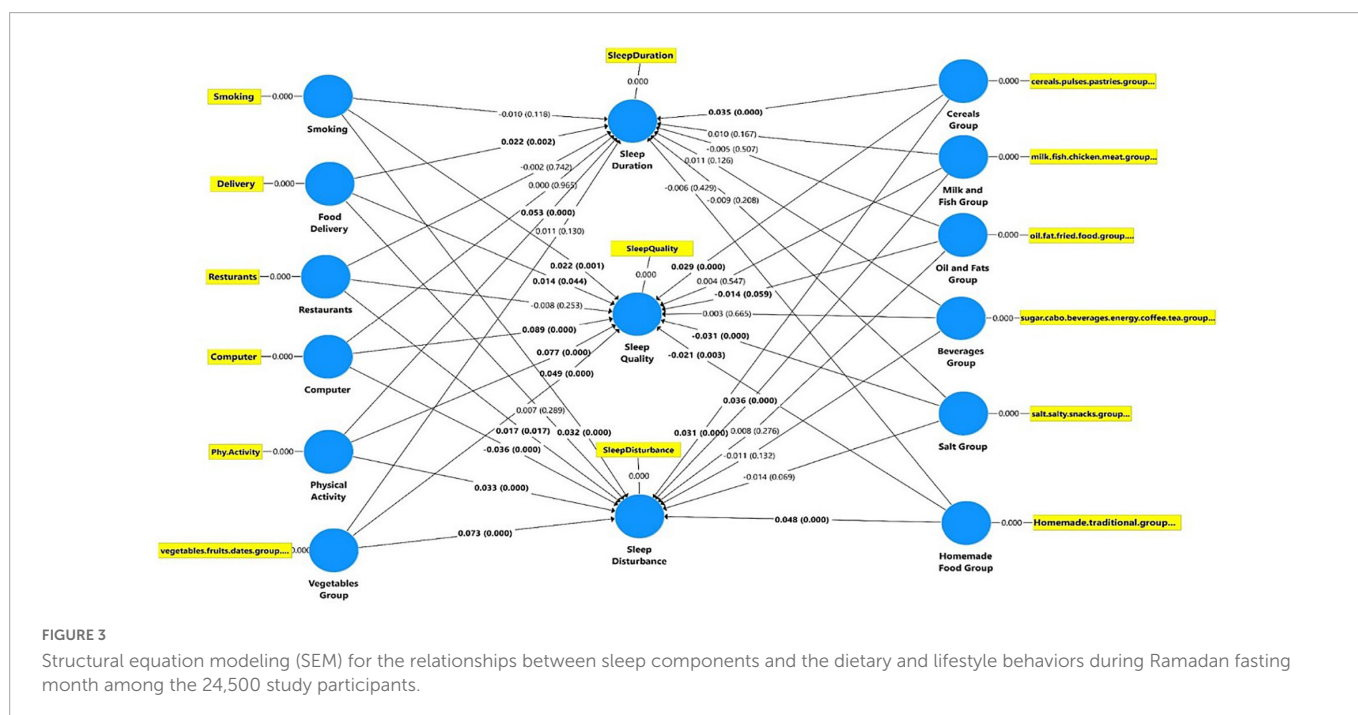 SleepDuration
0.000
Sleep
Duration
Smoking
0.000
Smoking
Delivery
0.000
Food
Delivery
Resturants
0.000
Restaurants
Computer
0.000
Computer
Phy.Activity
0.000
Physical
Activity
vegetables.fruits.dates.group....
0.000
Vegetables
Group
-0.010 (0.118)
0.022 (0.002)
-0.002 (0.742)
0.000 (0.965)
0.053 (0.000)
0.011 (0.130)
SleepQuality
0.000
Sleep
Quality
0.022 (0.001)
0.014 (0.044)
-0.008 (0.253)
0.089 (0.000)
0.077 (0.000)
0.049 (0.000)
SleepDisturbance
0.000
Sleep
Disturbance
0.007 (0.289)
0.032 (0.000)
0.017 (0.017)
-0.036 (0.000)
0.033 (0.000)
0.073 (0.000)
0.035 (0.000)
0.010 (0.167)
-0.005 (0.507)
0.011 (0.126)
-0.006 (0.429)
-0.009 (0.208)
0.029 (0.000)
0.004 (0.547)
-0.014 (0.059)
0.003 (0.665)
-0.031 (0.000)
-0.021 (0.003)
0.036 (0.000)
0.031 (0.000)
0.008 (0.276)
-0.011 (0.132)
-0.014 (0.069)
0.048 (0.000)
Cereals
Group
0.000
cereals.pulses.pastries.group...
Milk and
Fish Group
0.000
milk.fish.chicken.meat.group...
Oil and Fats
Group
0.000
oil.fat.fried.food.group....
Beverages
Group
0.000
sugar.cabo.beverages.energy.coffee.tea.group...
Salt Group
0.000
salt.salty.snacks.group...
Homemade
Food Group
0.000
Homemade.traditional.group...
FIGURE 3
Structural equation modeling (SEM) for the relationships between sleep components and the dietary and lifestyle behaviors during Ramadan fasting
month among the 24,500 study participants.